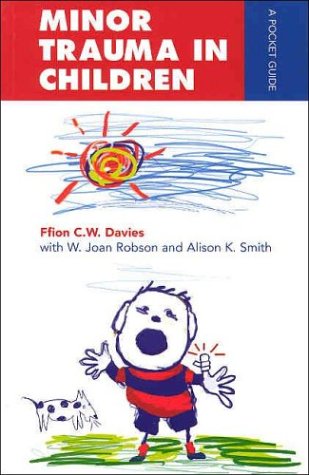 MINOR
TRAUMA IN
CHILDREN
A POCKET GUIDE
Ffion C.W. Davies
with W. Joan Robson and Alison K. Smith